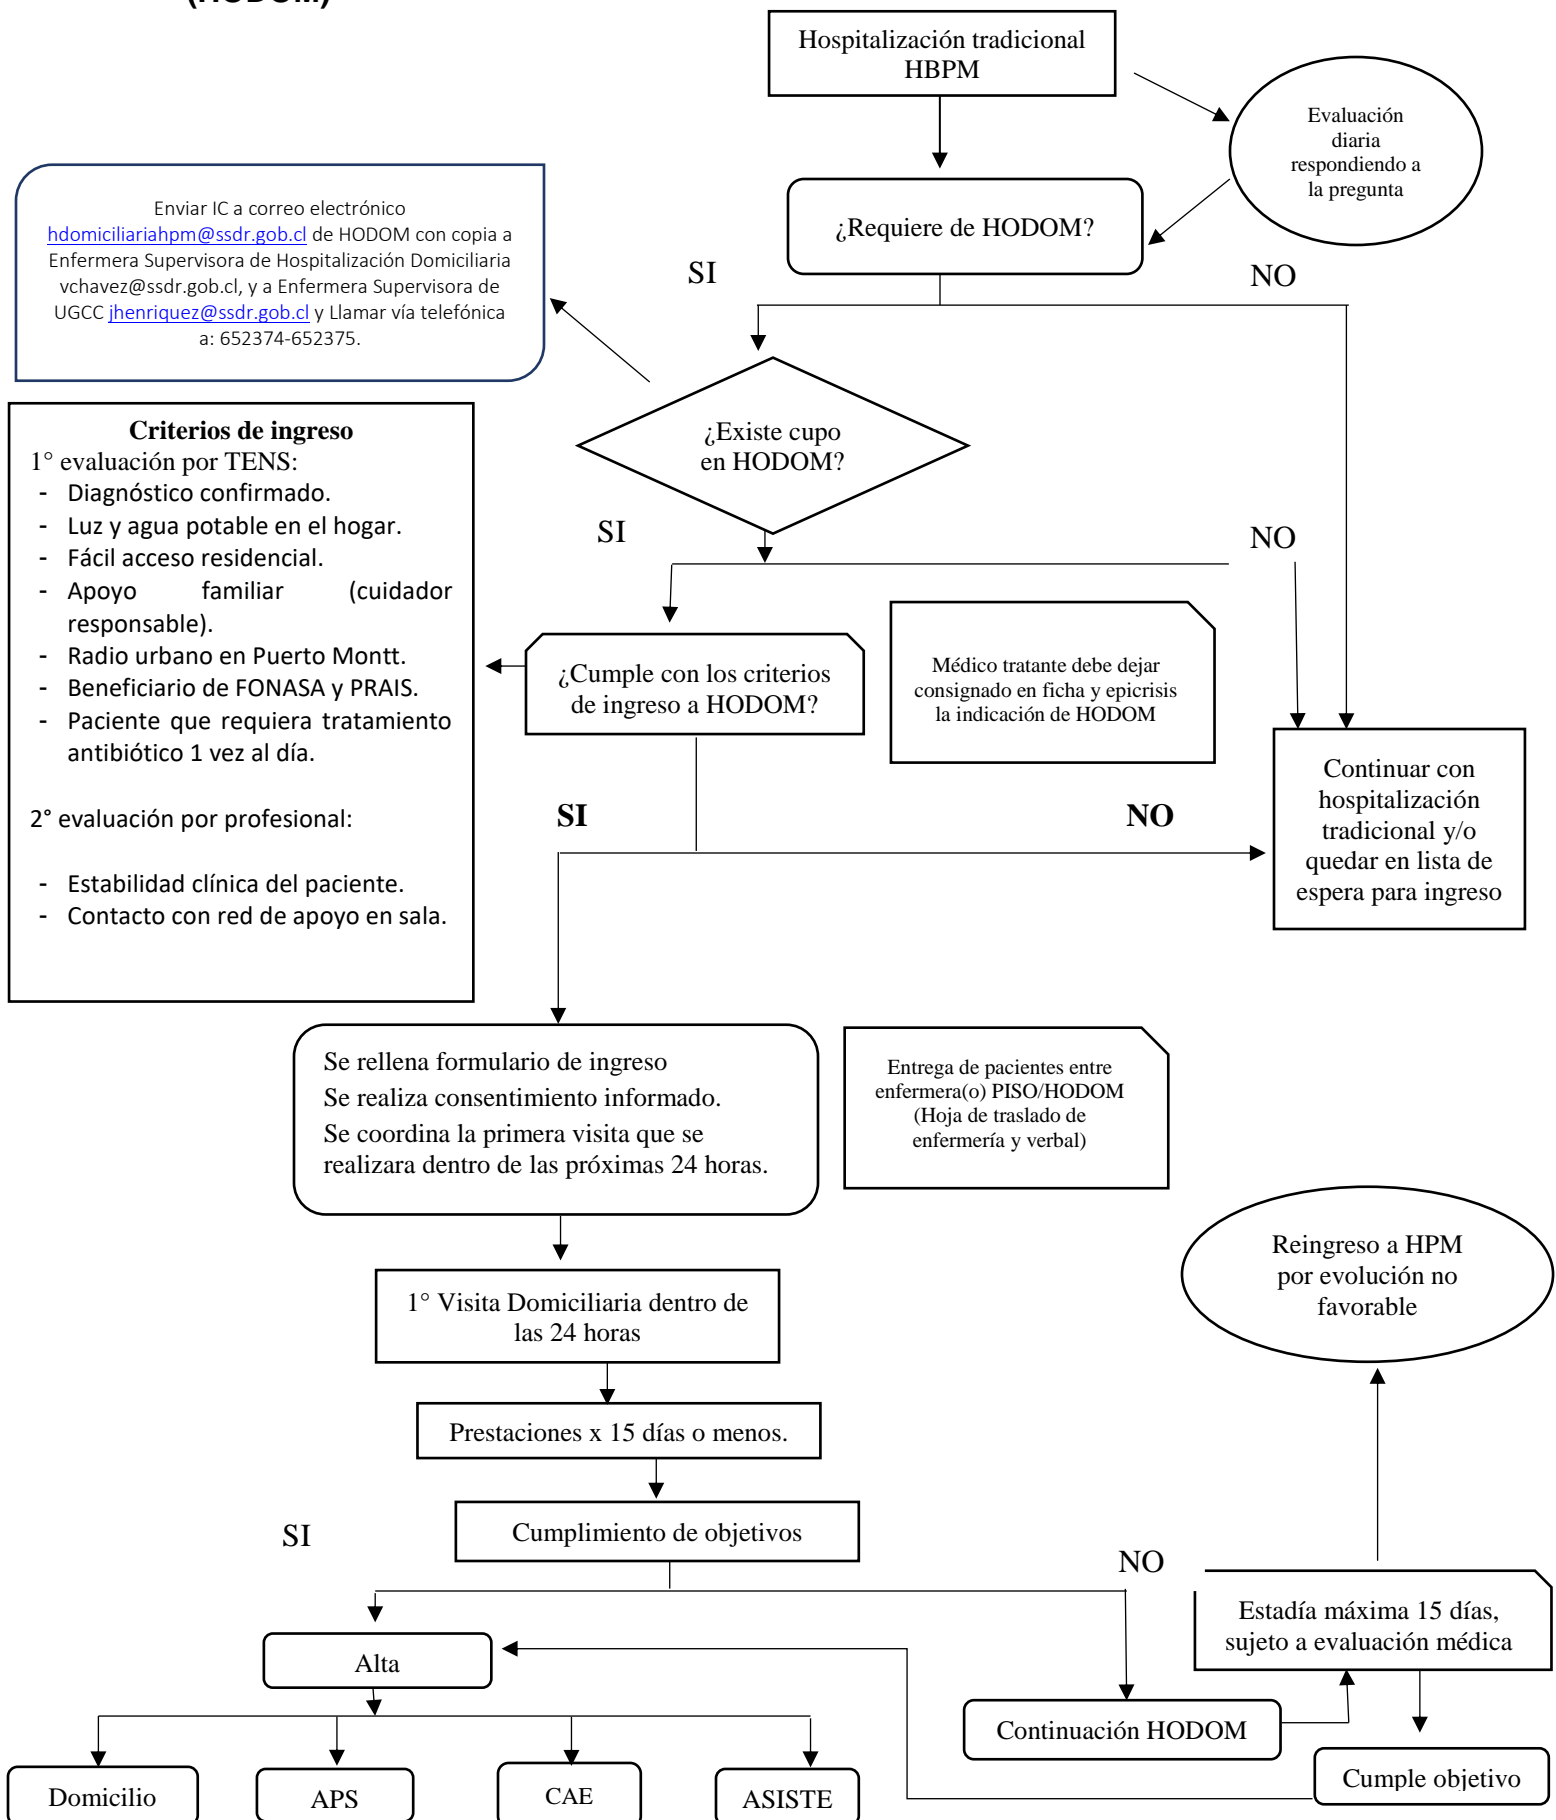 (HODOM)
Hospitalización tradicional
HBPM
Evaluación
diaria
respondiendo a
la pregunta
Enviar IC a correo electrónico
hdomiciliariahpm@ssdr.gob.cl de HODOM con copia a
Enfermera Supervisora de Hospitalización Domiciliaria
vchavez@ssdr.gob.cl, y a Enfermera Supervisora de
UGCC jhenriquez@ssdr.gob.cl y Llamar vía telefónica
a: 652374-652375.
¿Requiere de HODOM?
SI
NO
¿Existe cupo
en HODOM?
SI
NO
Criterios de ingreso
1° evaluación por TENS:
- Diagnóstico confirmado.
- Luz y agua potable en el hogar.
- Fácil acceso residencial.
- Apoyo familiar (cuidador
responsable).
- Radio urbano en Puerto Montt.
- Beneficiario de FONASA y PRAIS.
- Paciente que requiera tratamiento
antibiótico 1 vez al día.
2° evaluación por profesional:
- Estabilidad clínica del paciente.
- Contacto con red de apoyo en sala.
¿Cumple con los criterios
de ingreso a HODOM?
Médico tratante debe dejar
consignado en ficha y epicrisis
la indicación de HODOM
SI
NO
Continuar con
hospitalización
tradicional y/o
quedar en lista de
espera para ingreso
Se rellena formulario de ingreso
Se realiza consentimiento informado.
Se coordina la primera visita que se
realizara dentro de las próximas 24 horas.
Entrega de pacientes entre
enfermera(o) PISO/HODOM
(Hoja de traslado de
enfermería y verbal)
1° Visita Domiciliaria dentro de
las 24 horas
Reingreso a HPM
por evolución no
favorable
Prestaciones x 15 días o menos.
Cumplimiento de objetivos
SI
NO
Estadía máxima 15 días,
sujeto a evaluación médica
Alta
Continuación HODOM
Cumple objetivo
Domicilio
APS
CAE
ASISTE